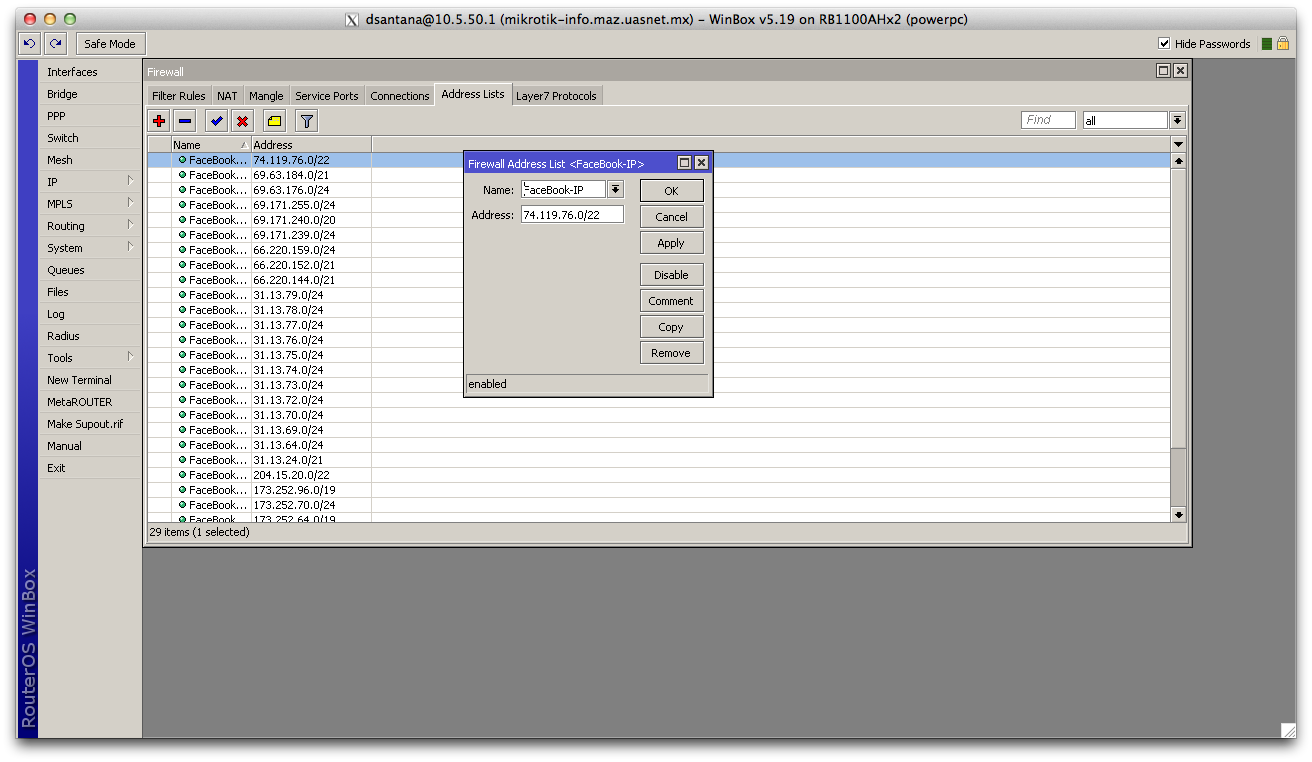 dsantana@10.5.50.1 (mikrotik-info.maz.uasnet.mx) - WinBox v5.19 on RB1100AHx2 (powerpc)
Safe Mode
Hide Passwords
Interfaces
Bridge
PPP
Switch
Mesh
IP
MPLS
Routing
System
Queues
Files
Log
Radius
Tools
New Terminal
MetaROUTER
Make Supout.rif
Manual
Exit
RouterOS WinBox
Firewall
Filter Rules NAT Mangle Service Ports Connections Address Lists Layer7 Protocols
Find all
Name Address
FaceBook... 74.119.76.0/22
FaceBook... 69.63.184.0/21
FaceBook... 69.63.176.0/24
FaceBook... 69.171.255.0/24
FaceBook... 69.171.240.0/20
FaceBook... 69.171.239.0/24
FaceBook... 66.220.159.0/24
FaceBook... 66.220.152.0/21
FaceBook... 66.220.144.0/21
FaceBook... 31.13.79.0/24
FaceBook... 31.13.78.0/24
FaceBook... 31.13.77.0/24
FaceBook... 31.13.76.0/24
FaceBook... 31.13.75.0/24
FaceBook... 31.13.74.0/24
FaceBook... 31.13.73.0/24
FaceBook... 31.13.72.0/24
FaceBook... 31.13.70.0/24
FaceBook... 31.13.69.0/24
FaceBook... 31.13.64.0/24
FaceBook... 31.13.24.0/21
FaceBook... 204.15.20.0/22
FaceBook... 173.252.96.0/19
FaceBook... 173.252.70.0/24
FaceBook... 173.252.64.0/19
29 items (1 selected)
Firewall Address List <FaceBook-IP>
Name: FaceBook-IP
Address: 74.119.76.0/22
OK
Cancel
Apply
Disable
Comment
Copy
Remove
enabled